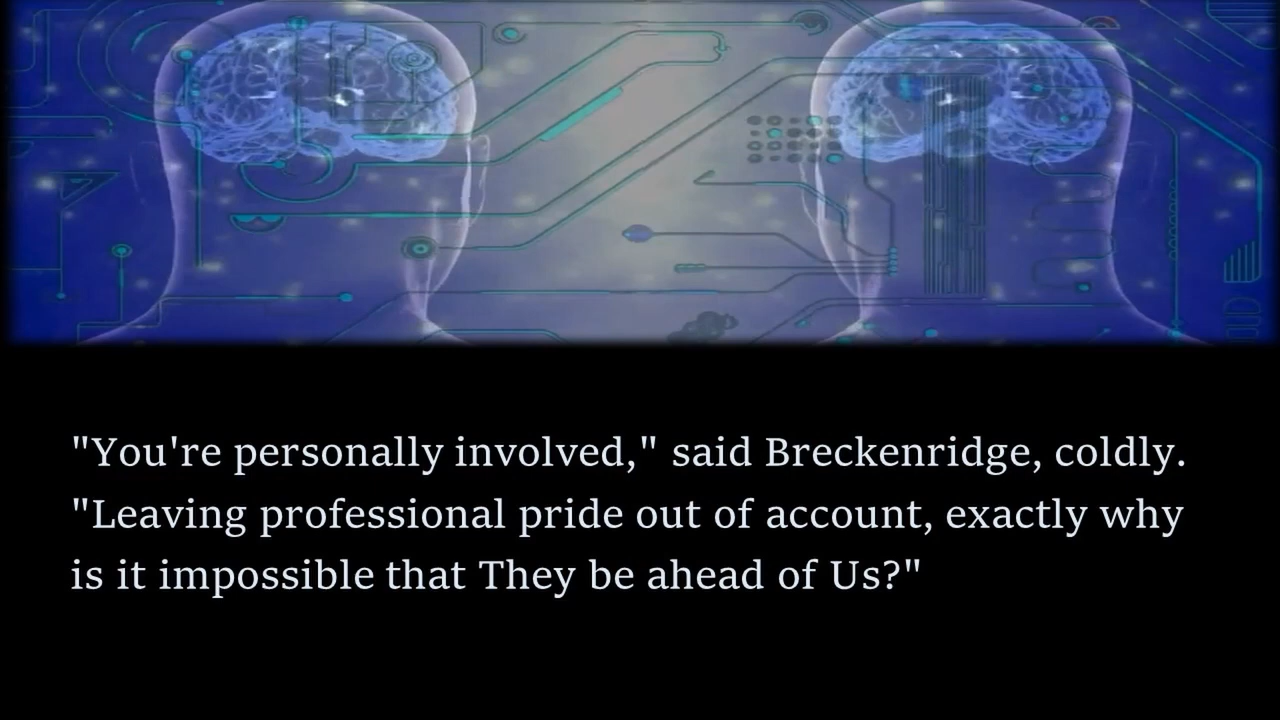 "You're personally involved," said Breckenridge, coldly.
"Leaving professional pride out of account, exactly why
is it impossible that They be ahead of Us?"